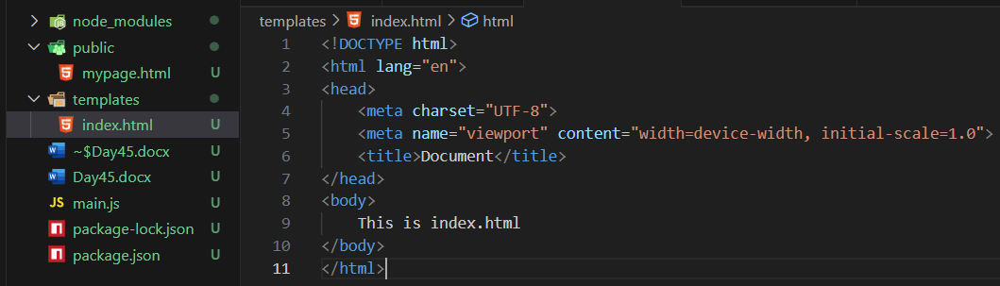 node_modules
public
mypage.html U
templates
index.html U
~$Day45.docx U
Day45.docx U
JS main.js U
package-lock.json U
package.json U
templates > index.html > html
1 <!DOCTYPE html>
2 <html lang="en">
3 <head>
4 <meta charset="UTF-8">
5 <meta name="viewport" content="width=device-width, initial-scale=1.0">
6 <title>Document</title>
7 </head>
8 <body>
9 This is index.html
10 </body>
11 </html>